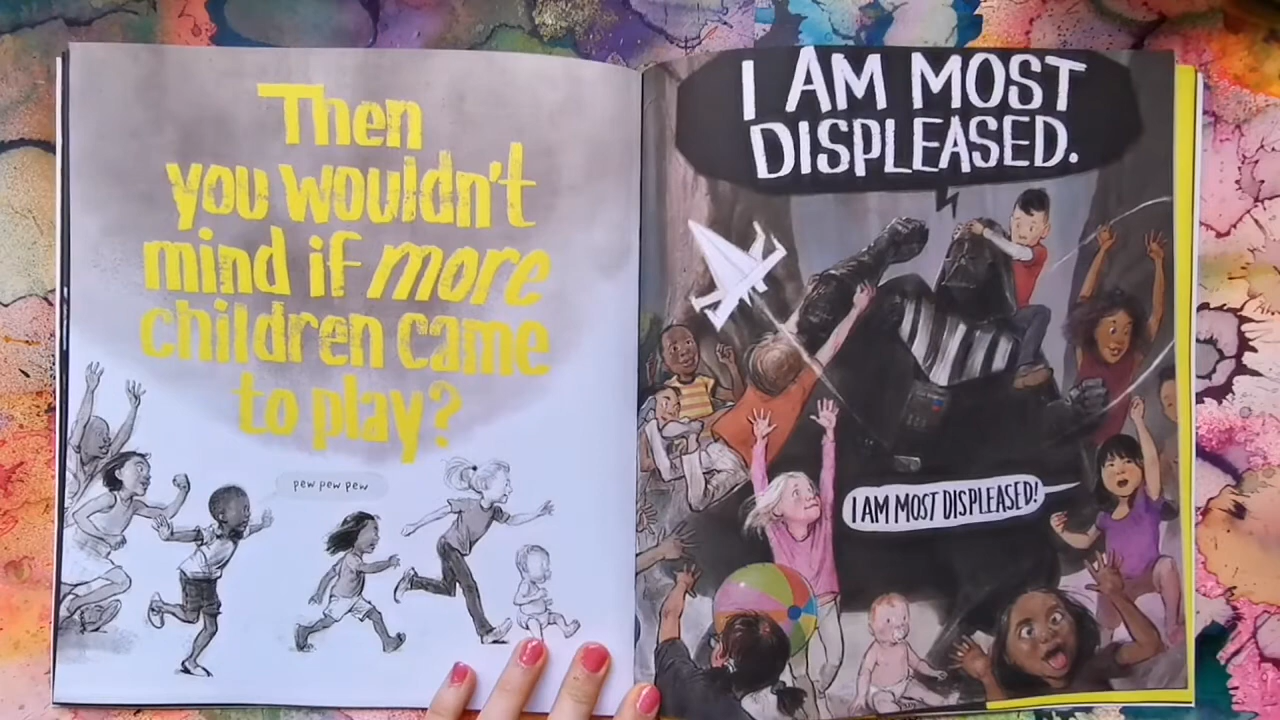 Then
you wouldn't
mind if more
children came
to play?
pew pew pew
I AM MOST
DISPLEASED.
I AM MOST DISPLEASED!